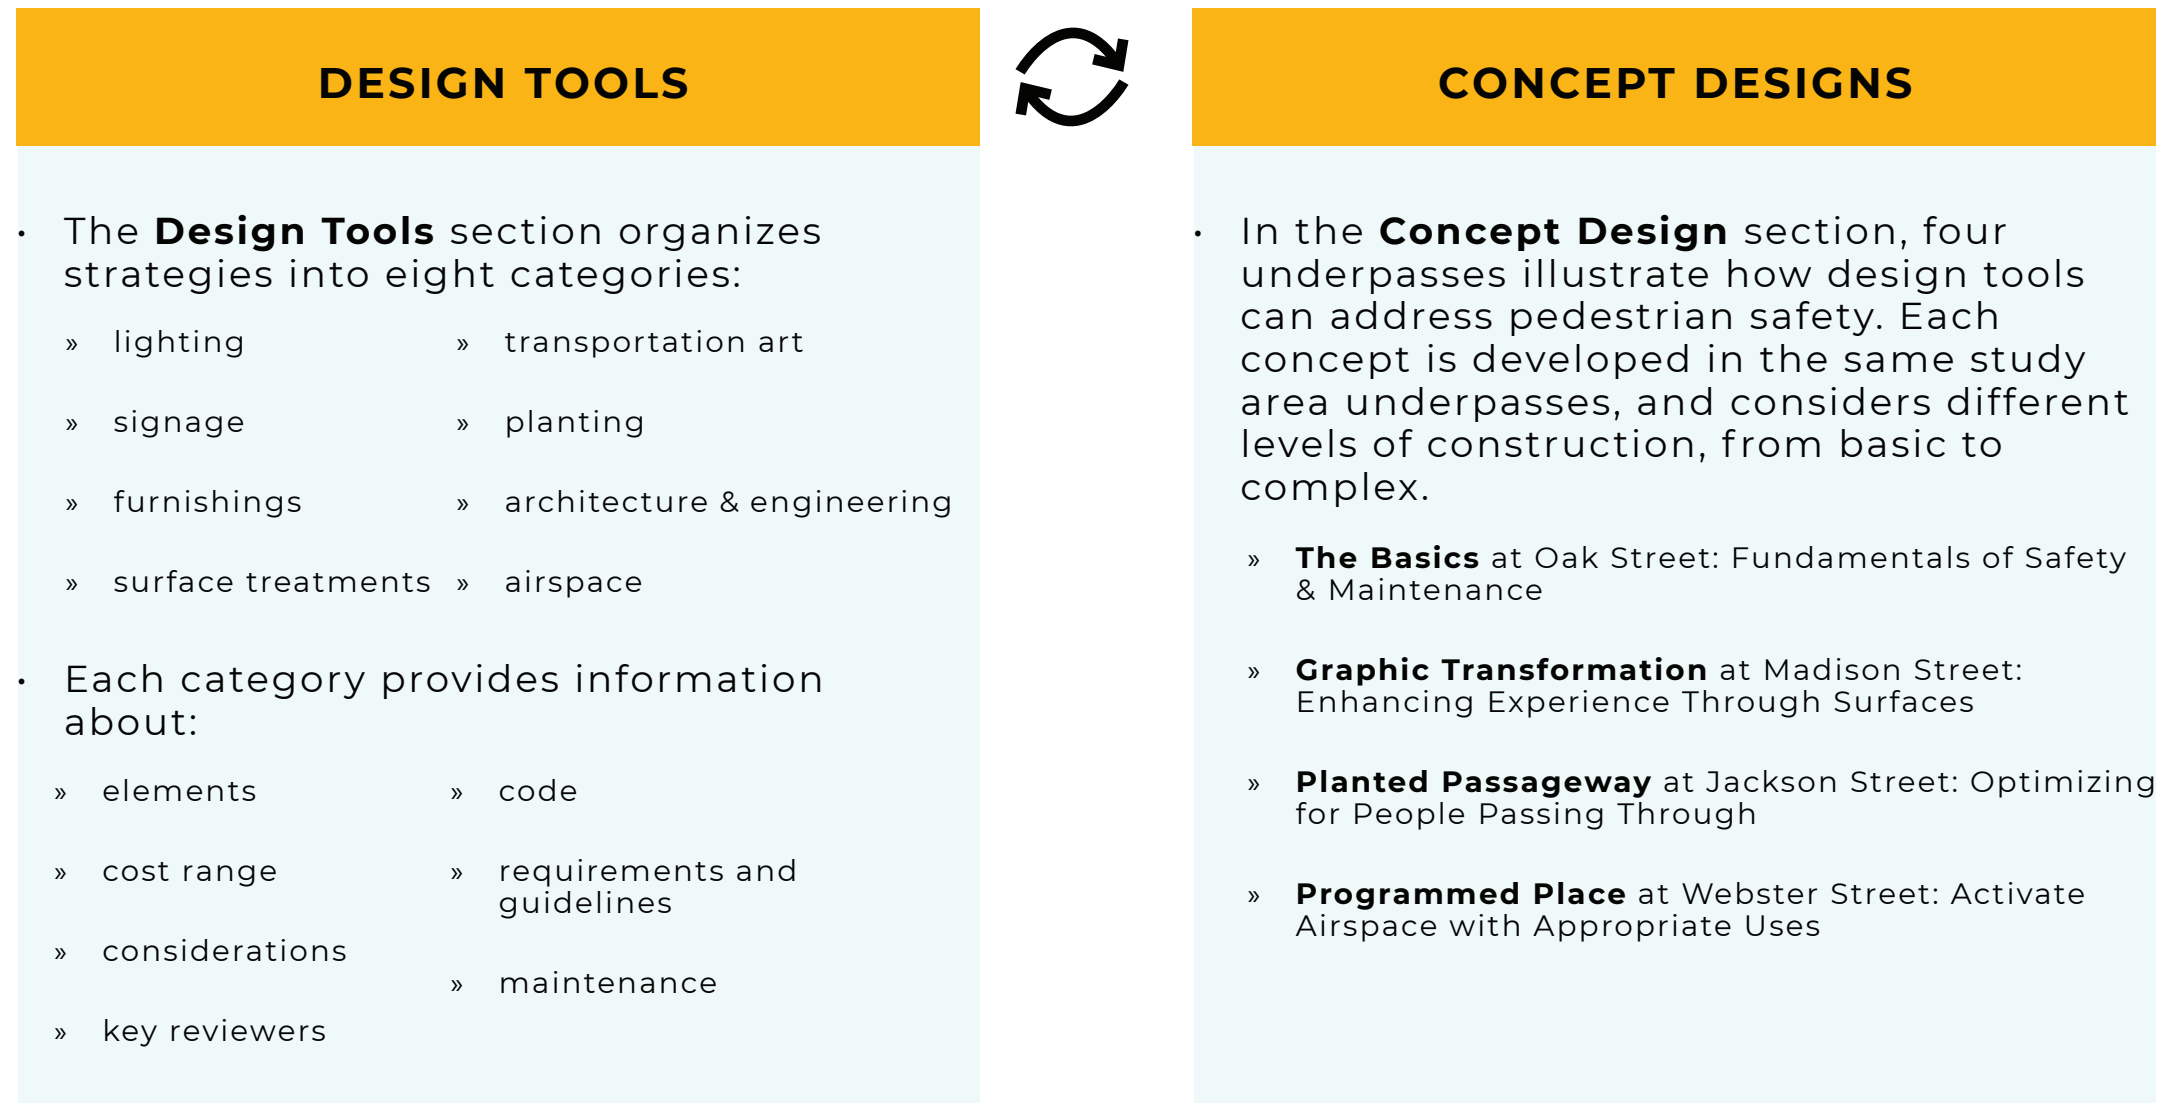 DESIGN TOOLS
• The Design Tools section organizes
strategies into eight categories:
» lighting
» signage
» furnishings
» surface treatments
» transportation art
» planting
» architecture & engineering
» airspace
• Each category provides information
about:
» elements
» cost range
» considerations
» key reviewers
» code
» requirements and
guidelines
» maintenance
CONCEPT DESIGNS
• In the Concept Design section, four
underpasses illustrate how design tools
can address pedestrian safety. Each
concept is developed in the same study
area underpasses, and considers different
levels of construction, from basic to
complex.
» The Basics at Oak Street: Fundamentals of Safety
& Maintenance
» Graphic Transformation at Madison Street:
Enhancing Experience Through Surfaces
» Planted Passageway at Jackson Street: Optimizing
for People Passing Through
» Programmed Place at Webster Street: Activate
Airspace with Appropriate Uses